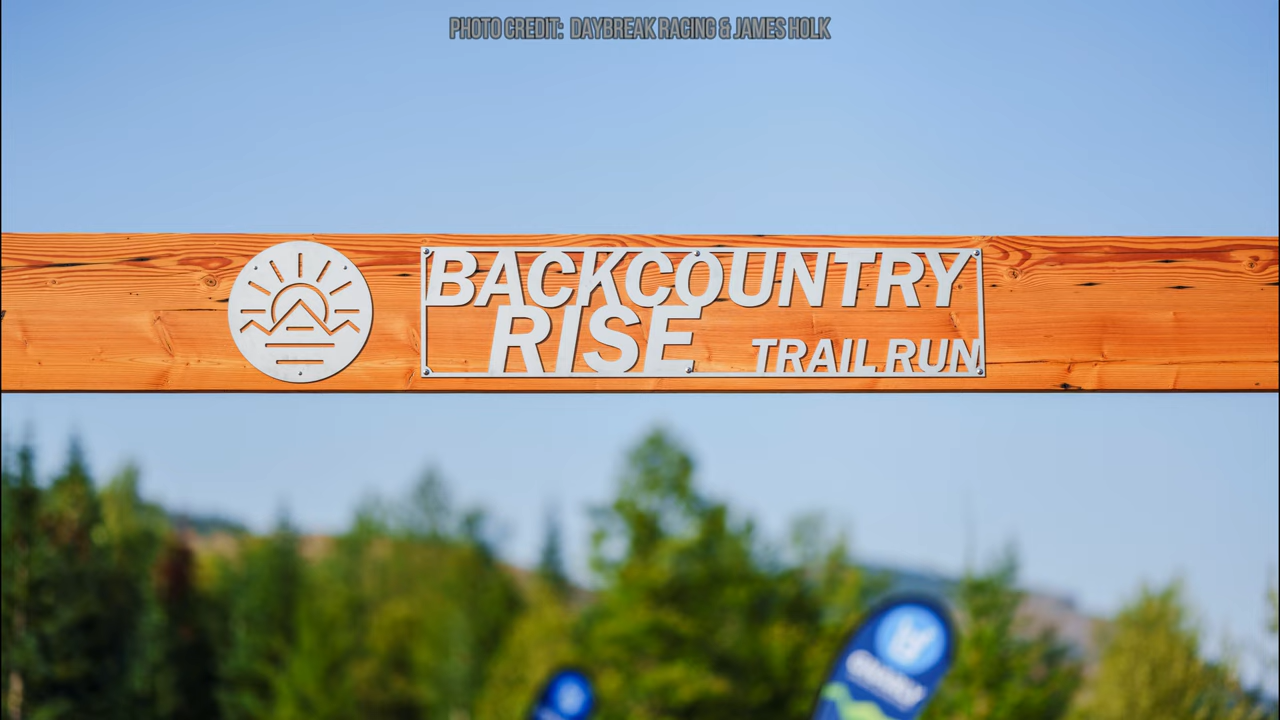 PHOTO CREDIT: DAYBREAK RACING & JAMES HOLK
BACKCOUNTRY
RISE
TRAIL RUN